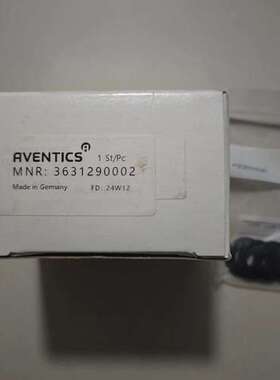 AVENTICS® 1 St/Pc
MNR: 3631290002
Made in Germany FD: 24W12